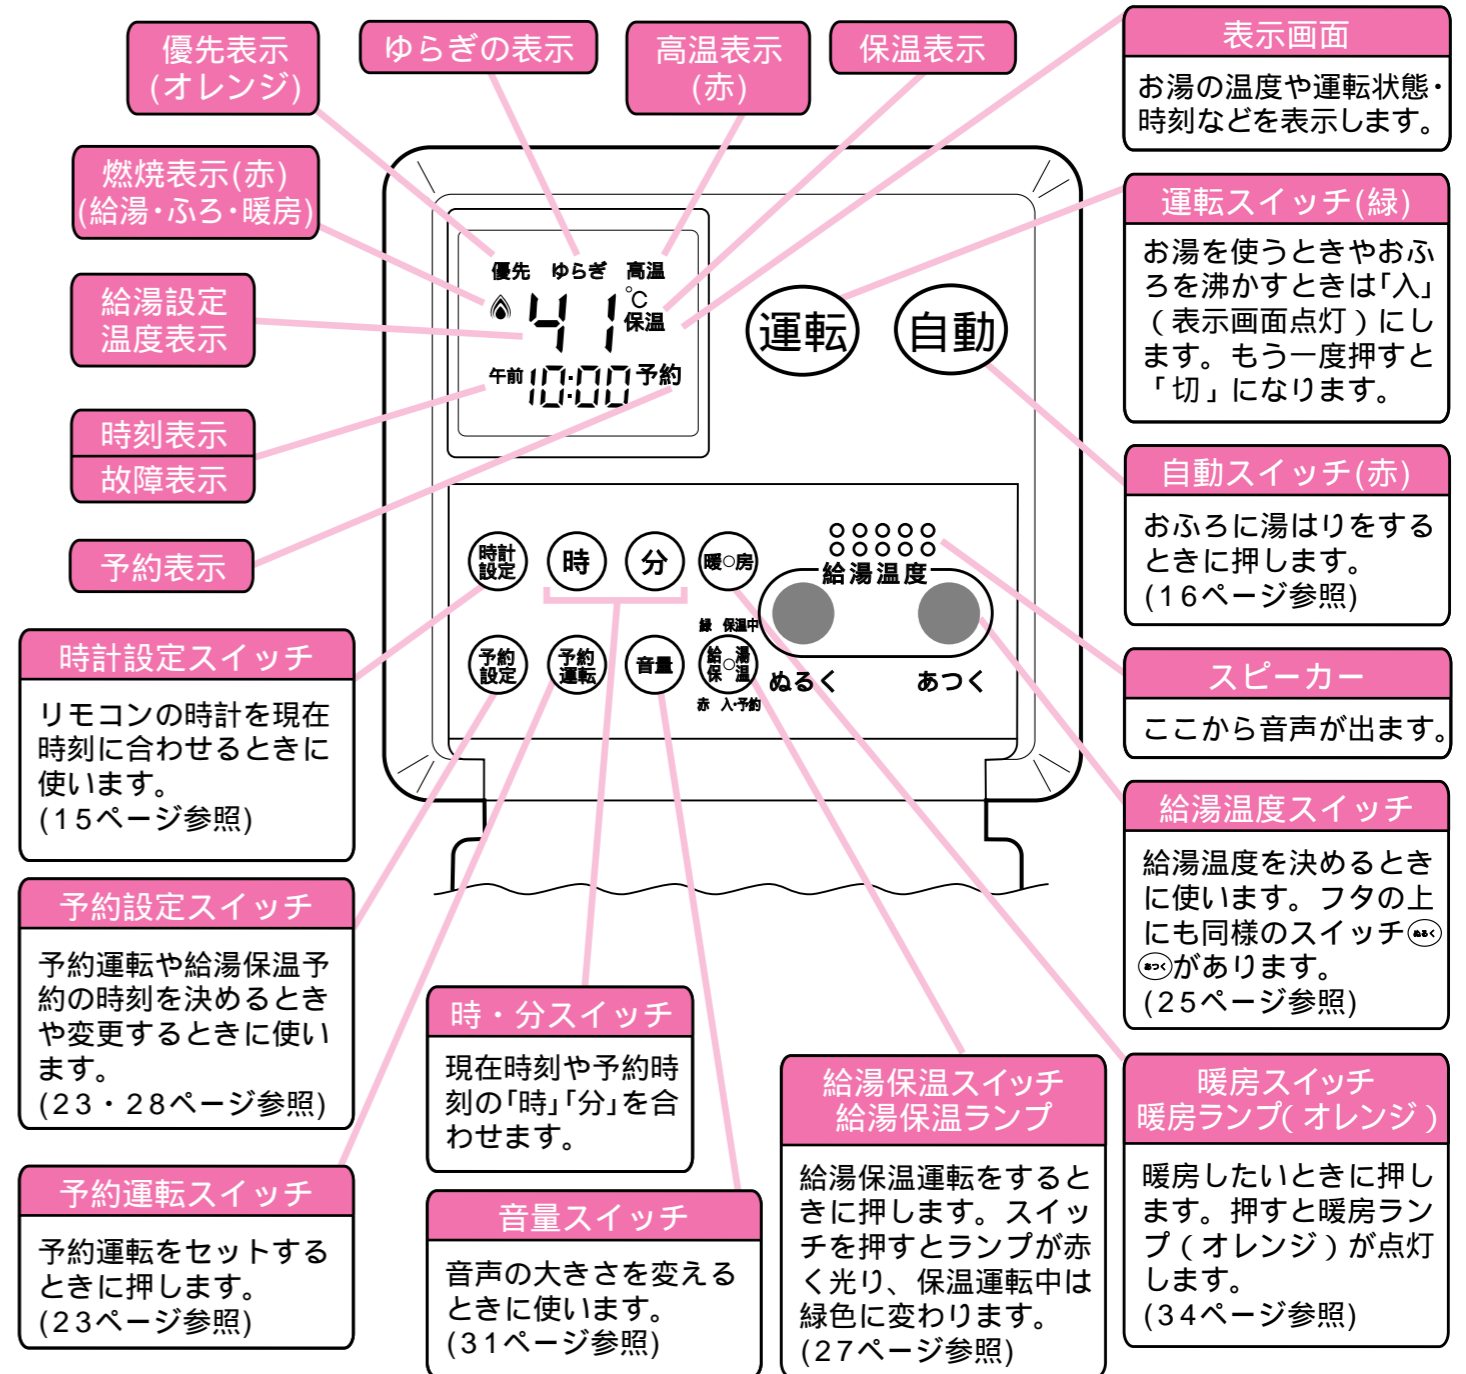 優先表示
(オレンジ)
ゆらぎの表示
高温表示
(赤)
保温表示
燃焼表示(赤)
(給湯・ふろ・暖房)
給湯設定
温度表示
時刻表示
故障表示
予約表示
優先 ゆらぎ 高温
41℃
保温
午前 10:00 予約
運転 自動
時計
設定
時
分
暖房
給湯温度
予約
設定
予約
運転
音量
緑 保温中
給湯
保温
赤 入・予約
ぬるく あつく
表示画面
お湯の温度や運転状態・
時刻などを表示します。
運転スイッチ(緑)
お湯を使うときやおふ
ろを沸かすときは「入」
(表示画面点灯)にし
ます。もう一度押すと
「切」になります。
自動スイッチ(赤)
おふろに湯はりをする
ときに押します。
(16ページ参照)
スピーカー
ここから音声が出ます。
給湯温度スイッチ
給湯温度を決めるとき
に使います。フタの上
にも同様のスイッチぬるく
あつくがあります。
(25ページ参照)
時計設定スイッチ
リモコンの時計を現在
時刻に合わせるときに
使います。
(15ページ参照)
予約設定スイッチ
予約運転や給湯保温予
約の時刻を決めるとき
や変更するときに使い
ます。
(23・28ページ参照)
予約運転スイッチ
予約運転をセットする
ときに押します。
(23ページ参照)
時・分スイッチ
現在時刻や予約時
刻の「時」「分」を合
わせます。
音量スイッチ
音声の大きさを変える
ときに使います。
(31ページ参照)
給湯保温スイッチ
給湯保温ランプ
給湯保温運転をすると
きに押します。スイッ
チを押すとランプが赤
く光り、保温運転中は
緑色に変わります。
(27ページ参照)
暖房スイッチ
暖房ランプ(オレンジ)
暖房したいときに押し
ます。押すと暖房ラン
プ(オレンジ)が点灯
します。
(34ページ参照)